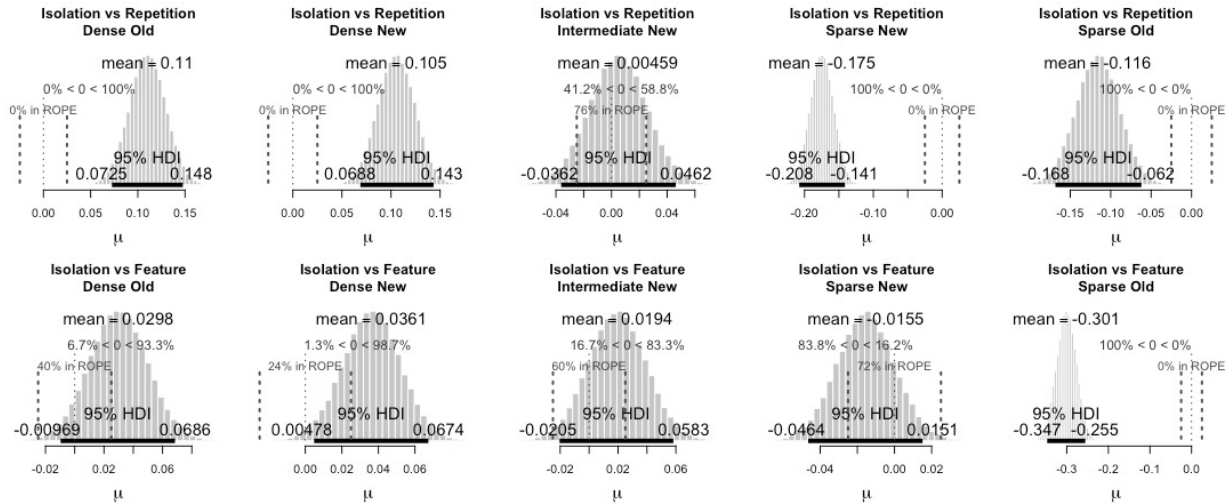 Isolation vs Repetition
Dense Old
mean = 0.11
0% < 0 < 100%
0% in ROPE
95% HDI
0.0725 0.148
0.00 0.05 0.10 0.15
μ
Isolation vs Repetition
Dense New
mean = 0.105
0% < 0 < 100%
0% in ROPE
95% HDI
0.0688 0.143
0.00 0.05 0.10 0.15
μ
Isolation vs Repetition
Intermediate New
mean = 0.00459
41.2% < 0 < 58.8%
76% in ROPE
95% HDI
-0.0362 0.0462
-0.04 0.00 0.02 0.04
μ
Isolation vs Repetition
Sparse New
mean = -0.175
100% < 0 < 0%
0% in ROPE
95% HDI
-0.208 -0.141
-0.20 -0.10 0.00
μ
Isolation vs Repetition
Sparse Old
mean = -0.116
100% < 0 < 0%
0% in ROPE
95% HDI
-0.168 -0.062
-0.15 -0.10 -0.05 0.00
μ
Isolation vs Feature
Dense Old
mean = 0.0298
6.7% < 0 < 93.3%
40% in ROPE
95% HDI
-0.00969 0.0686
-0.02 0.02 0.04 0.06
μ
Isolation vs Feature
Dense New
mean = 0.0361
1.3% < 0 < 98.7%
24% in ROPE
95% HDI
0.00478 0.0674
-0.02 0.02 0.06
μ
Isolation vs Feature
Intermediate New
mean = 0.0194
16.7% < 0 < 83.3%
60% in ROPE
95% HDI
-0.0205 0.0583
-0.02 0.02 0.06
μ
Isolation vs Feature
Sparse New
mean = -0.0155
83.8% < 0 < 16.2%
72% in ROPE
95% HDI
-0.0464 0.0151
-0.04 0.00 0.02
μ
Isolation vs Feature
Sparse Old
mean = -0.301
100% < 0 < 0%
0% in ROPE
95% HDI
-0.347 -0.255
-0.3 -0.2 -0.1 0.0
μ